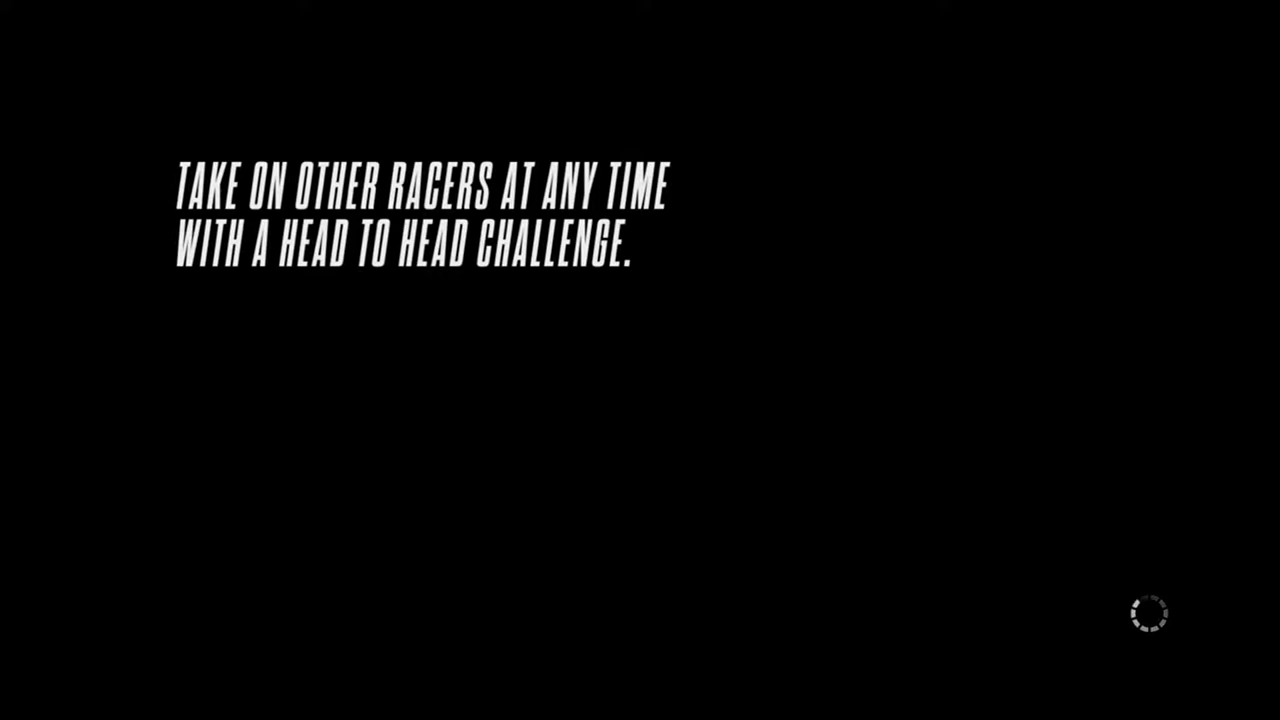 TAKE ON OTHER RACERS AT ANY TIME
WITH A HEAD TO HEAD CHALLENGE.